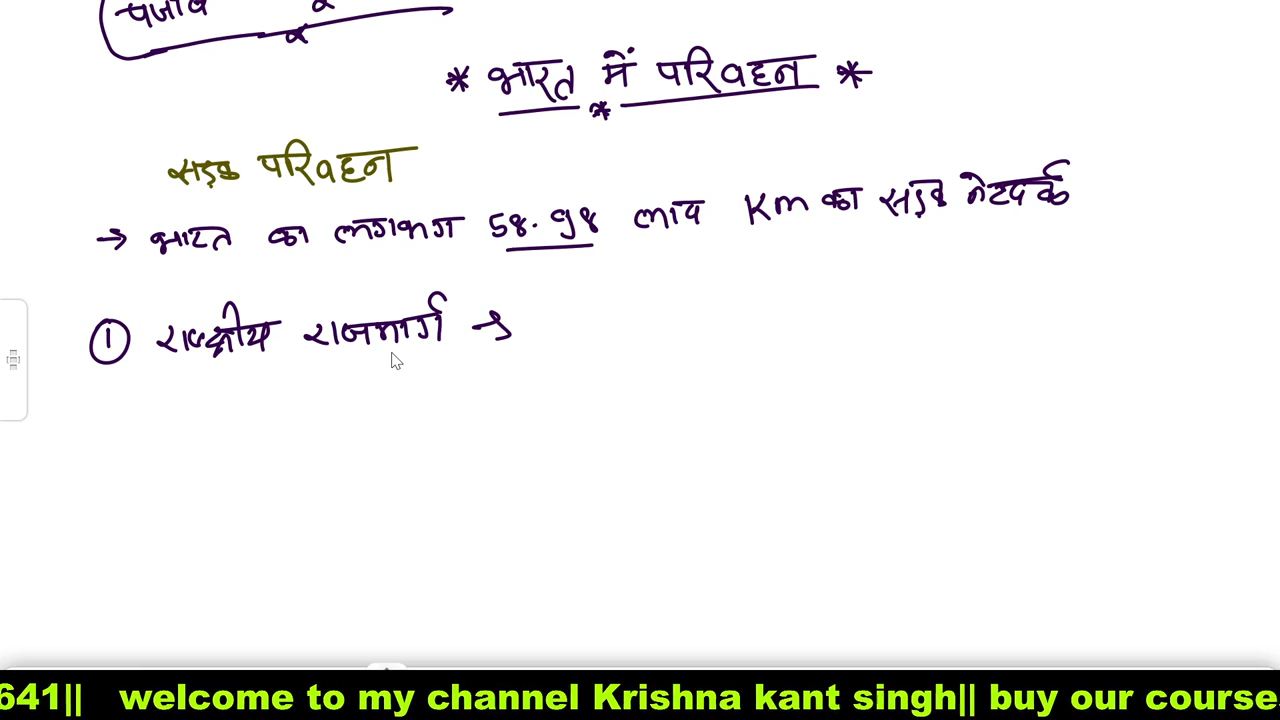 पंजाब
* भारत में परिवहन *
*
सड़क परिवहन
→ भारत का लगभग 58.98 लाख Km का सड़क नेटवर्क
① राष्ट्रीय राजमार्ग →
641|| welcome to my channel Krishna kant singh|| buy our course